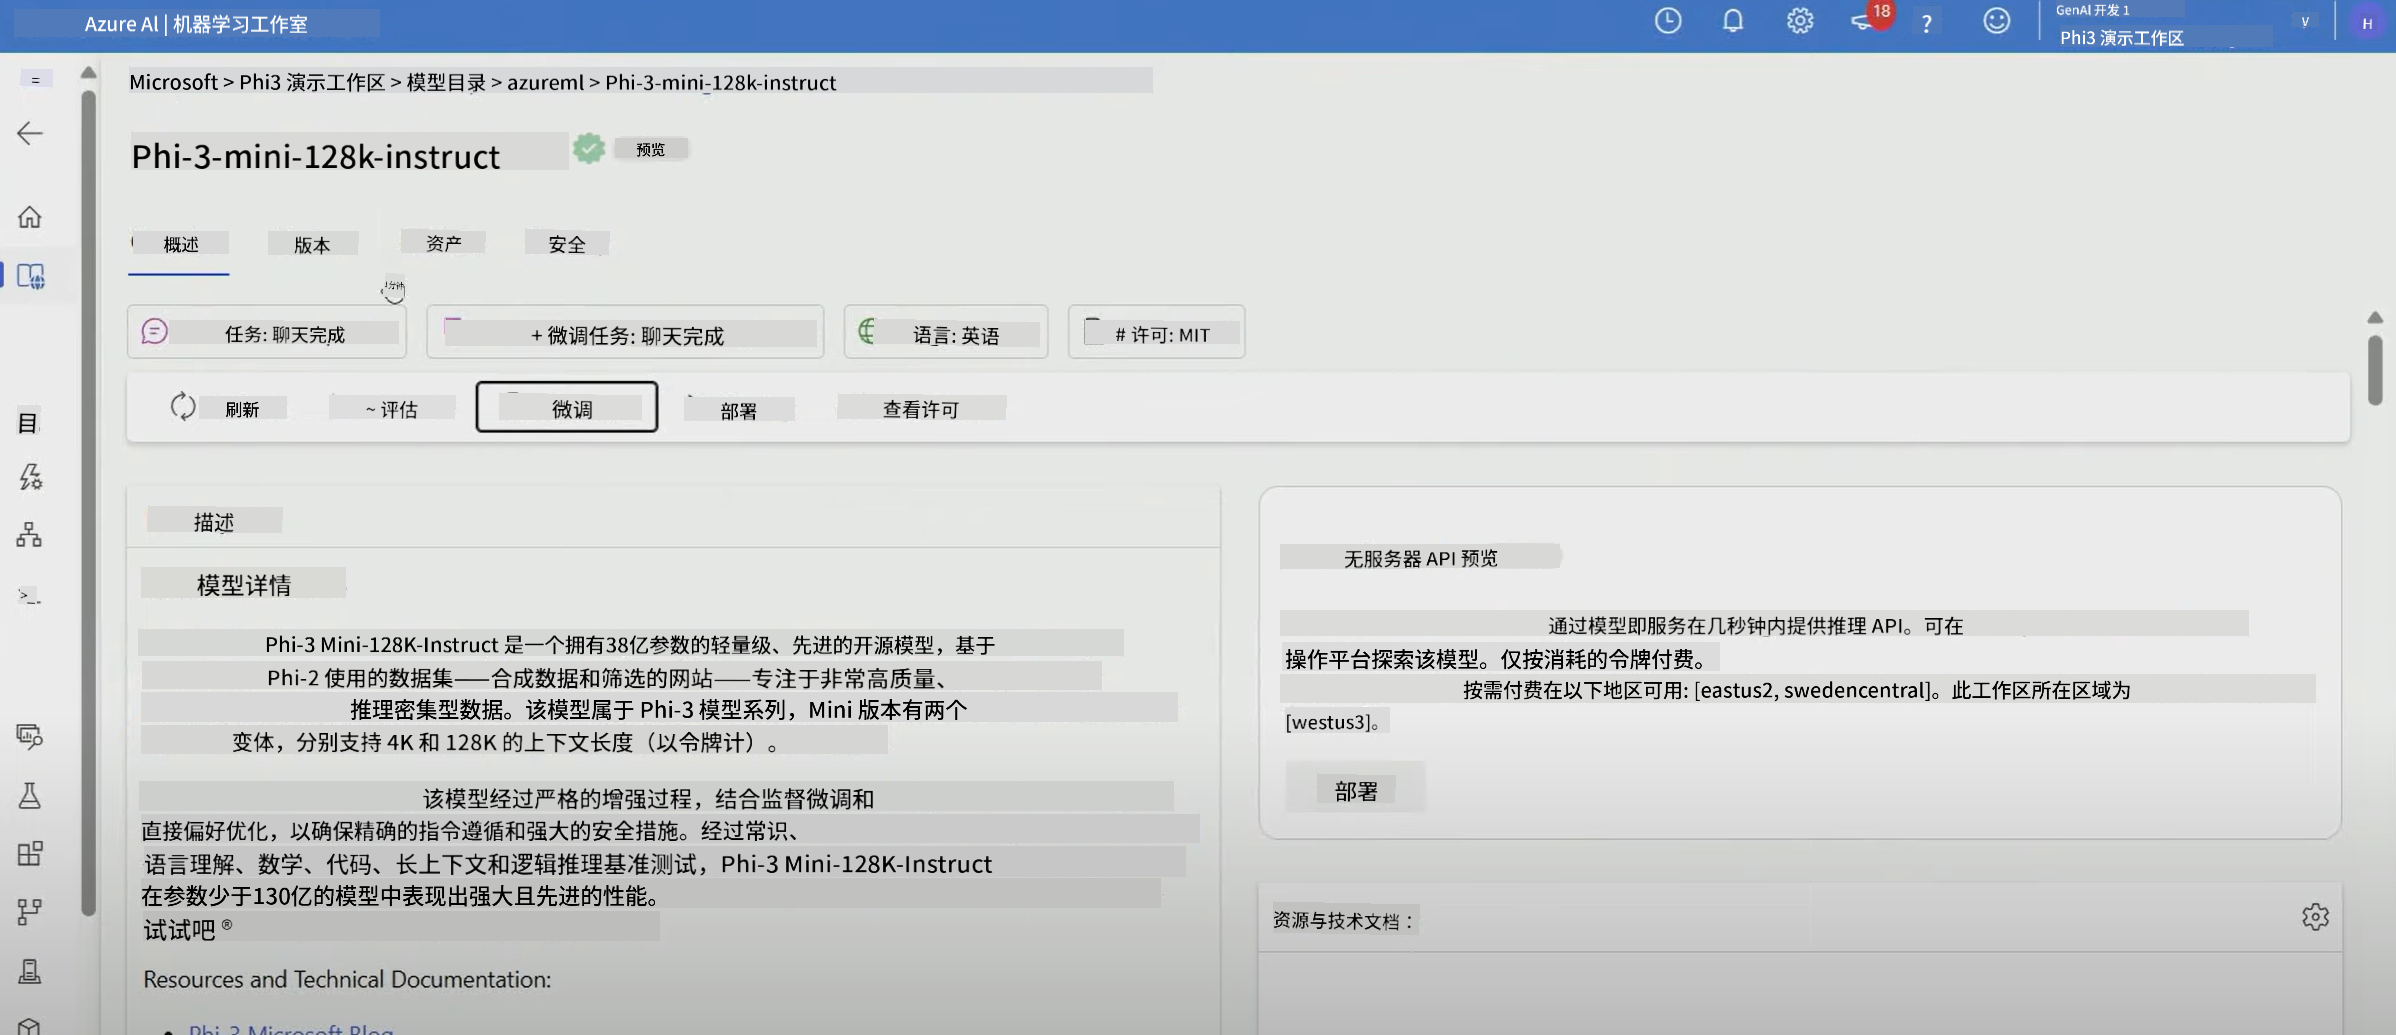 Azure Al | 机器学习工作室
18
?
GenAl 开发 1
Phi3 演示工作区
v
H
Microsoft > Phi3 演示工作区 > 模型目录 > azureml > Phi-3-mini-128k-instruct
Phi-3-mini-128k-instruct
预览
概述
版本
资产
安全
任务: 聊天完成
+ 微调任务: 聊天完成
语言: 英语
# 许可: MIT
刷新
~ 评估
微调
部署
查看许可
目
>_
描述
模型详情
Phi-3 Mini-128K-Instruct 是一个拥有38亿参数的轻量级、先进的开源模型，基于
Phi-2 使用的数据集——合成数据和筛选的网站——专注于非常高质量、
推理密集型数据。该模型属于 Phi-3 模型系列，Mini 版本有两个
变体，分别支持 4K 和 128K 的上下文长度（以令牌计）。
该模型经过严格的增强过程，结合监督微调和
直接偏好优化，以确保精确的指令遵循和强大的安全措施。经过常识、
语言理解、数学、代码、长上下文和逻辑推理基准测试，Phi-3 Mini-128K-Instruct
在参数少于130亿的模型中表现出强大且先进的性能。
试试吧 ®
Resources and Technical Documentation:
Phi-3 Microsoft Blog
无服务器 API 预览
通过模型即服务在几秒钟内提供推理 API。可在
操作平台探索该模型。仅按消耗的令牌付费。
按需付费在以下地区可用: [eastus2, swedencentral]。此工作区所在区域为
[westus3]。
部署
资源与技术文档：